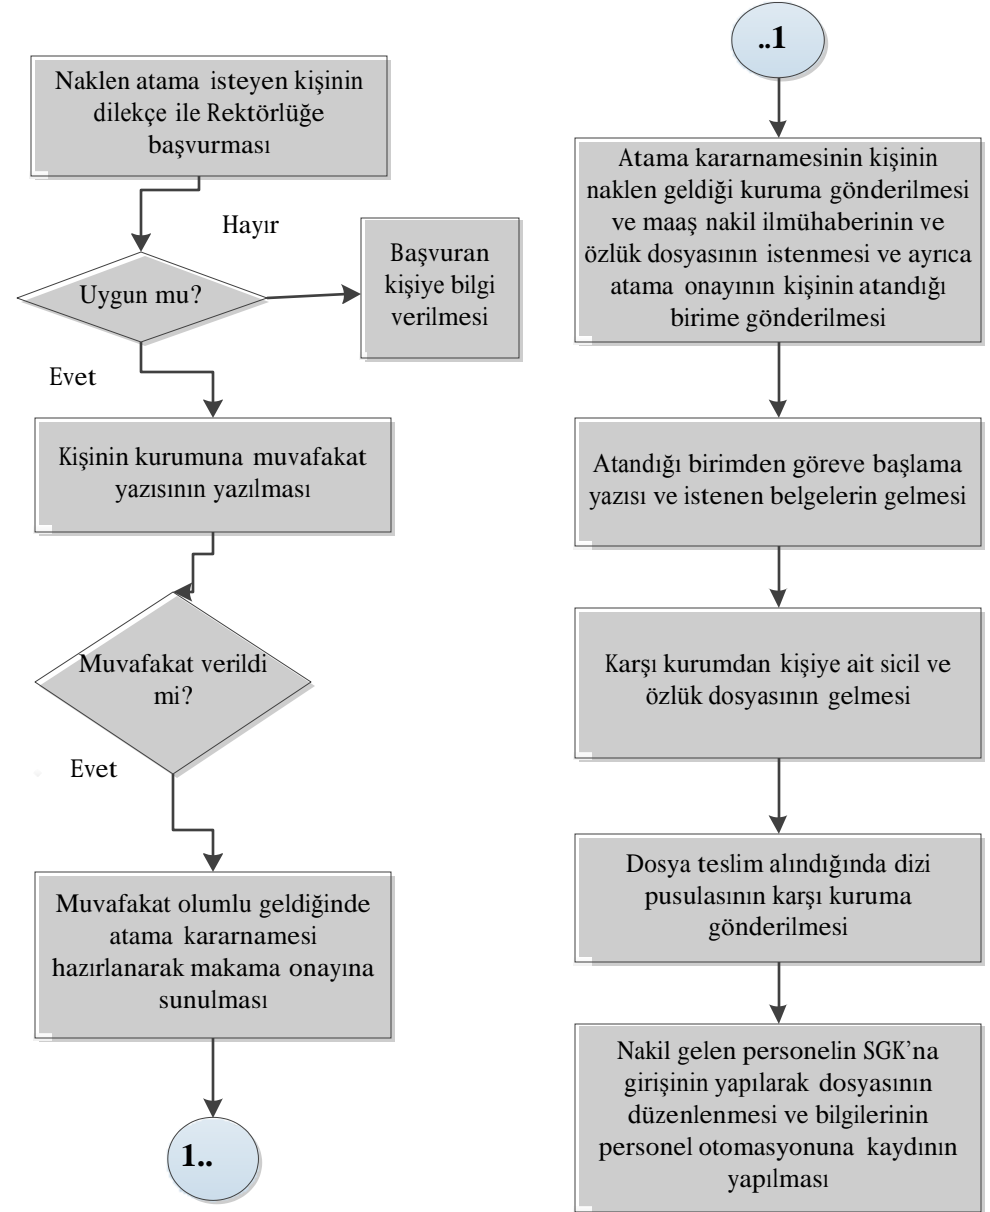 Naklen atama isteyen kişinin
dilekçe ile Rektörlüğe
başvurması
Hayır
Uygun mu?
Başvuran
kişiye bilgi
verilmesi
Evet
Kişinin kurumuna muvafakat
yazısının yazılması
Muvafakat verildi
mi?
Evet
Muvafakat olumlu geldiğinde
atama kararnamesi
hazırlanarak makama onayına
sunulması
1..
..1
Atama kararnamesinin kişinin
naklen geldiği kuruma gönderilmesi
ve maaş nakil ilmühaberinin ve
özlük dosyasının istenmesi ve ayrıca
atama onayının kişinin atandığı
birime gönderilmesi
Atandığı birimden göreve başlama
yazısı ve istenen belgelerin gelmesi
Karşı kurumdan kişiye ait sicil ve
özlük dosyasının gelmesi
Dosya teslim alındığında dizi
pusulasının karşı kuruma
gönderilmesi
Nakil gelen personelin SGK’na
girişinin yapılarak dosyasının
düzenlenmesi ve bilgilerinin
personel otomasyonuna kaydının
yapılması